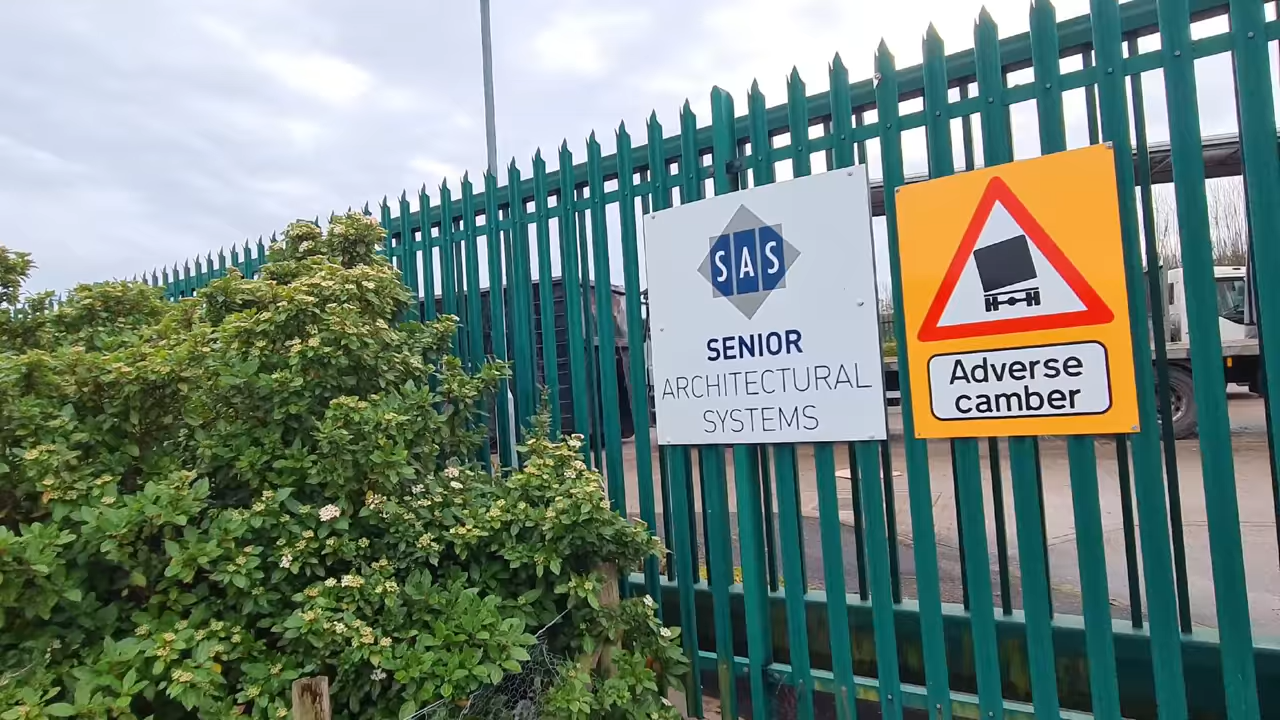 SAS
SENIOR
ARCHITECTURAL
SYSTEMS
Adverse
camber